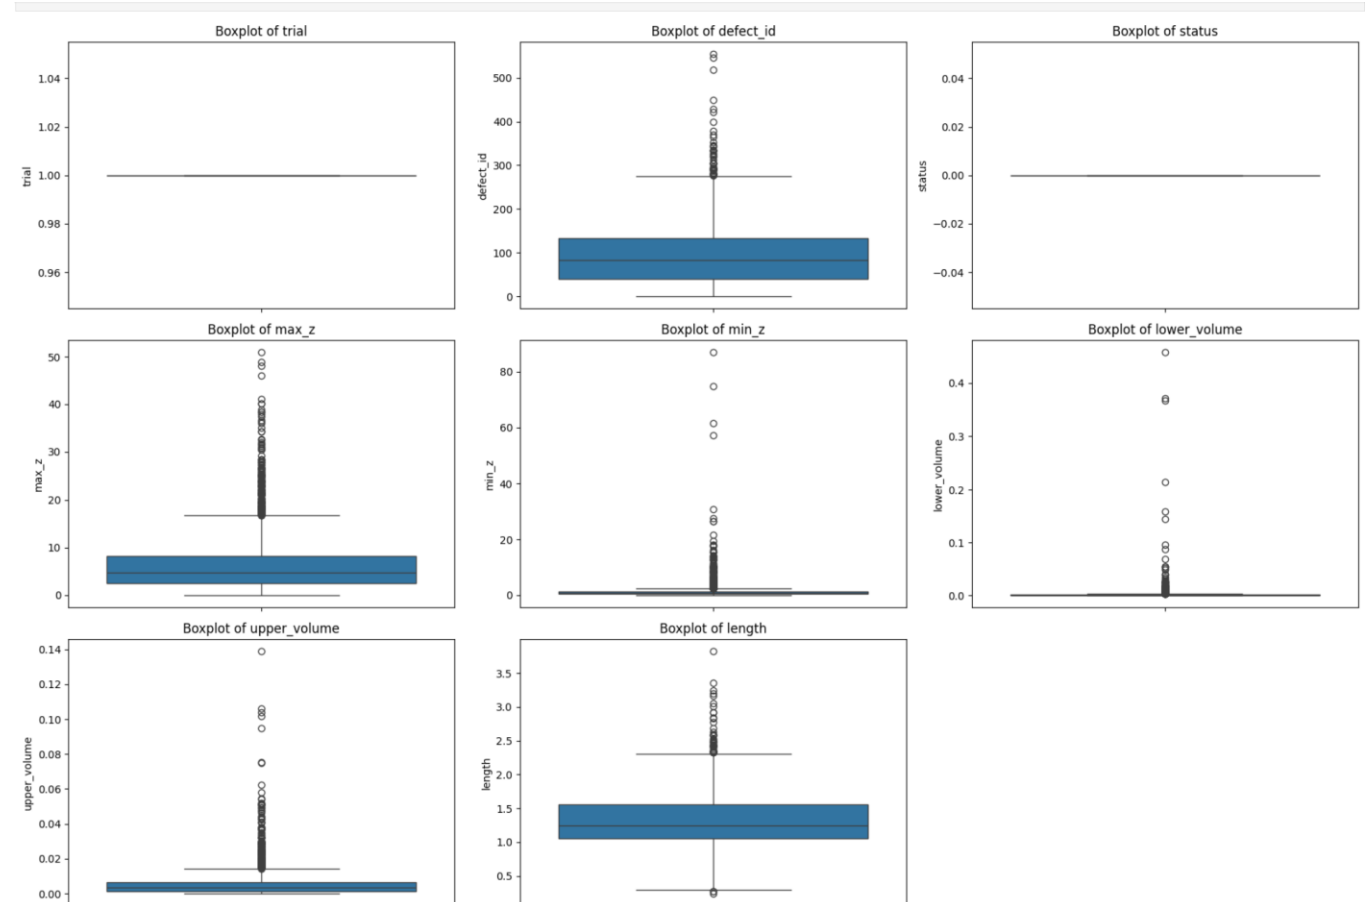 Boxplot of trial
trial
1.04
1.02
1.00
0.98
0.96
Boxplot of defect_id
defect_id
500
400
300
200
100
0
Boxplot of status
status
0.04
0.02
0.00
−0.02
−0.04
Boxplot of max_z
max_z
50
40
30
20
10
0
Boxplot of min_z
min_z
80
60
40
20
0
Boxplot of lower_volume
lower_volume
0.4
0.3
0.2
0.1
0.0
Boxplot of upper_volume
upper_volume
0.14
0.12
0.10
0.08
0.06
0.04
0.02
0.00
Boxplot of length
length
3.5
3.0
2.5
2.0
1.5
1.0
0.5